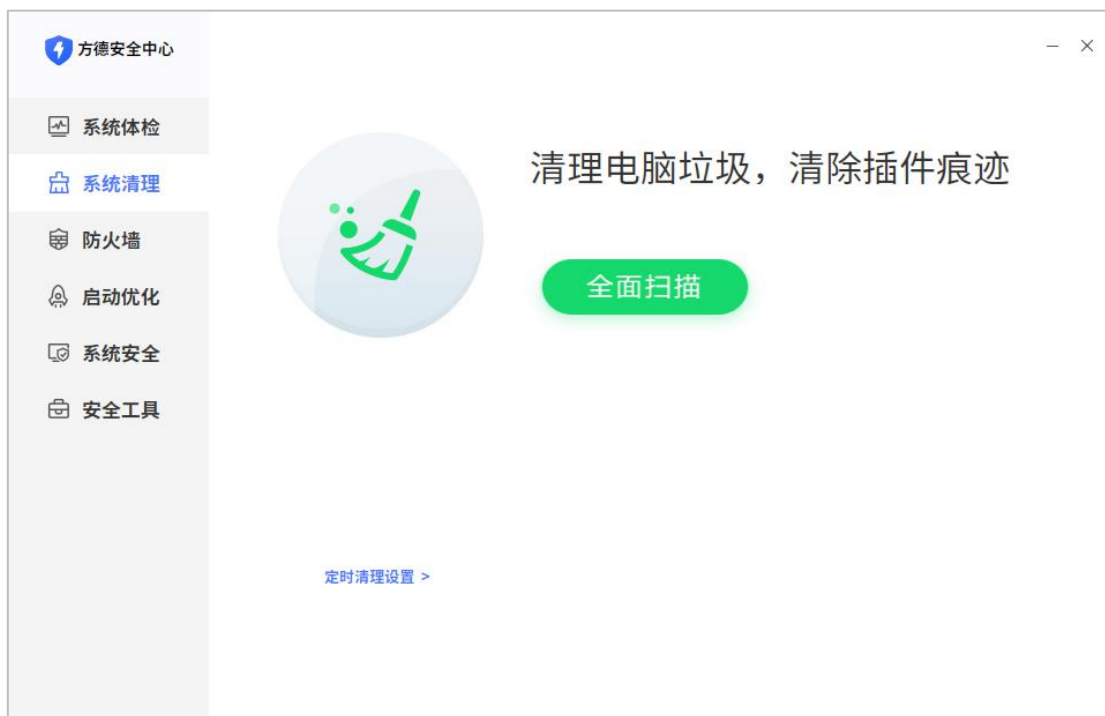 方德安全中心
系统体检
系统清理
防火墙
启动优化
系统安全
安全工具
清理电脑垃圾，清除插件痕迹
全面扫描
定时清理设置 >